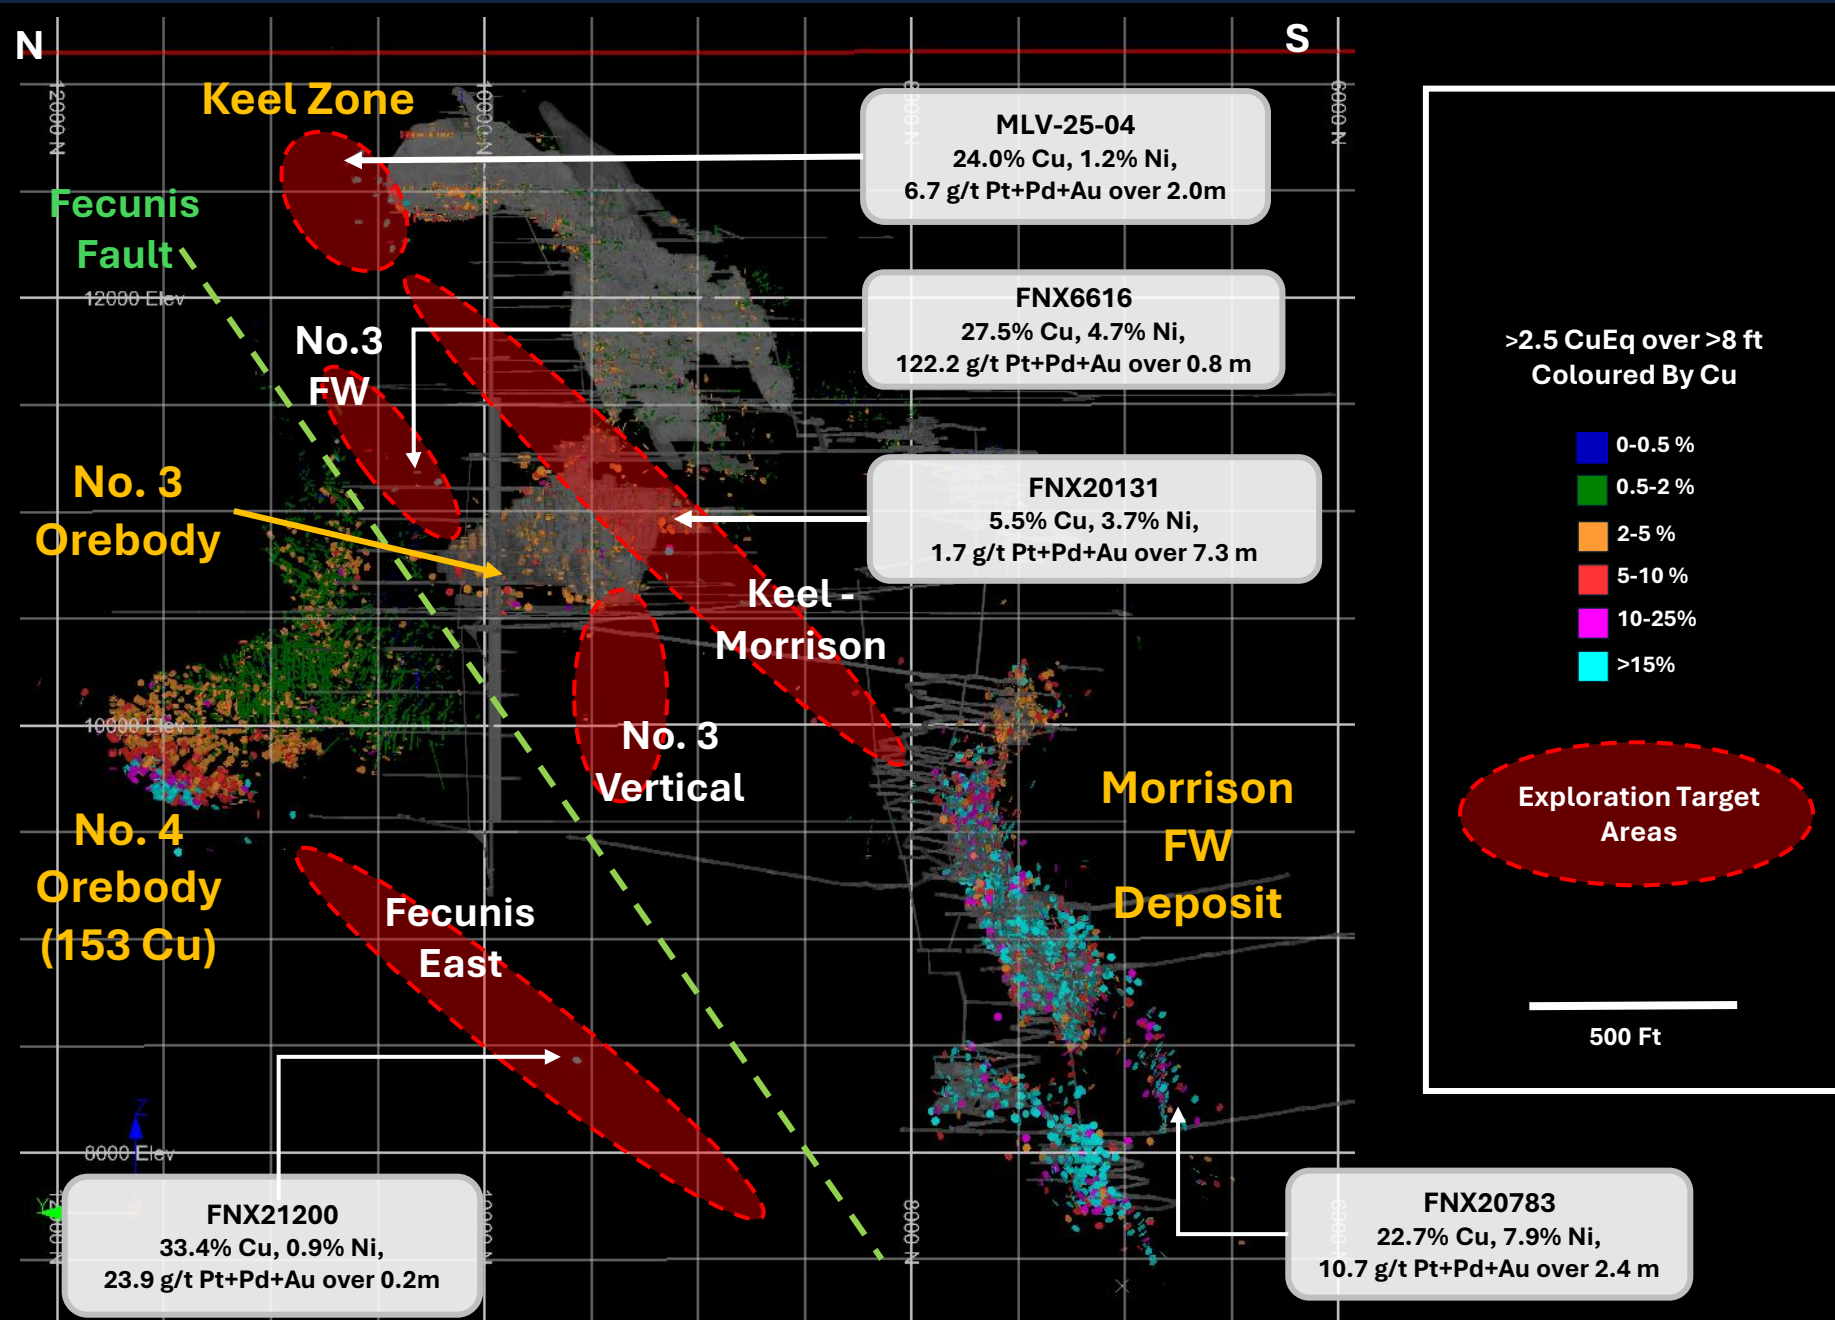 N
S
12000 N
10000 N
8000 N
6000 N
Keel Zone
MLV-25-04
24.0% Cu, 1.2% Ni,
6.7 g/t Pt+Pd+Au over 2.0m
Fecunis
Fault
12000 Elev
FNX6616
27.5% Cu, 4.7% Ni,
122.2 g/t Pt+Pd+Au over 0.8 m
No.3
FW
No. 3
Orebody
FNX20131
5.5% Cu, 3.7% Ni,
1.7 g/t Pt+Pd+Au over 7.3 m
Keel -
Morrison
10000 Elev
No. 3
Vertical
Morrison
FW
Deposit
No. 4
Orebody
(153 Cu)
Fecunis
East
Z
8000 Elev
Y
10000 N
8000 N
6000 N
FNX21200
33.4% Cu, 0.9% Ni,
23.9 g/t Pt+Pd+Au over 0.2m
FNX20783
22.7% Cu, 7.9% Ni,
10.7 g/t Pt+Pd+Au over 2.4 m
>2.5 CuEq over >8 ft
Coloured By Cu
0-0.5 %
0.5-2 %
2-5 %
5-10 %
10-25%
>15%
Exploration Target
Areas
500 Ft